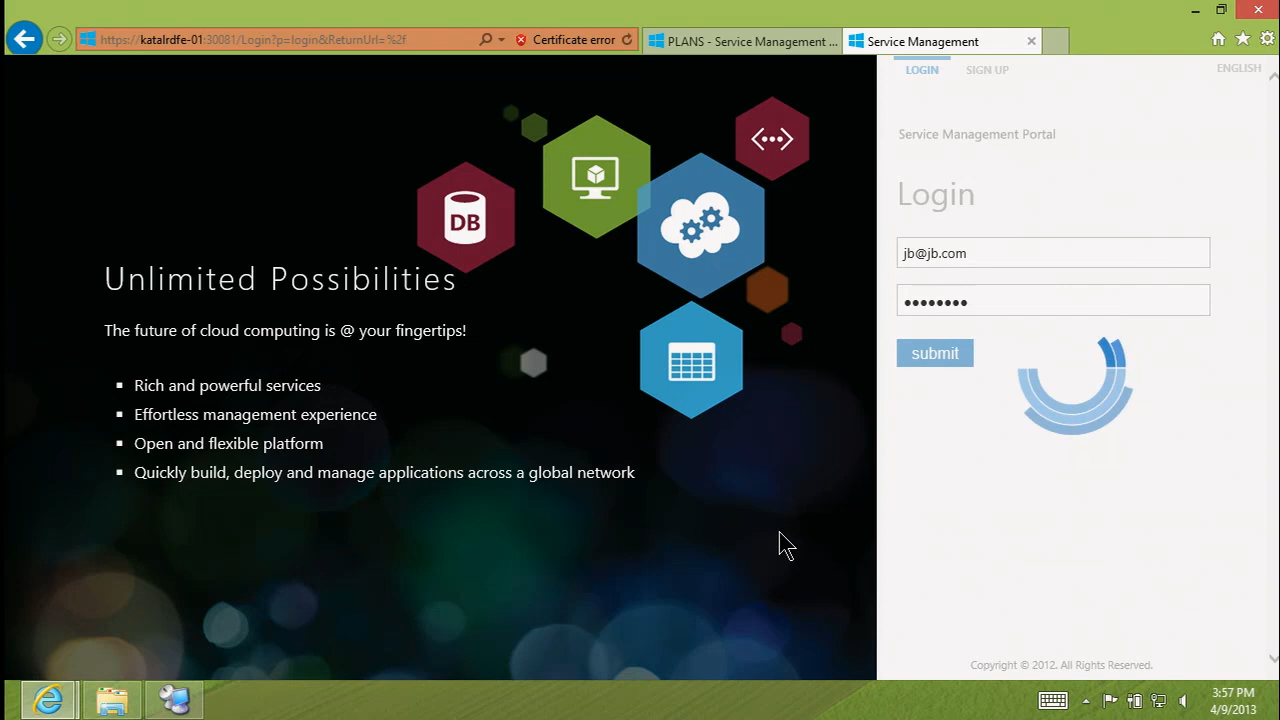 https://katalrdfe-01:30081/Login?p=login&ReturnUrl=%2f
Certificate error
PLANS - Service Management ...
Service Management
LOGIN
SIGN UP
ENGLISH
Service Management Portal
Login
jb@jb.com
submit
DB
Unlimited Possibilities
The future of cloud computing is @ your fingertips!
Rich and powerful services
Effortless management experience
Open and flexible platform
Quickly build, deploy and manage applications across a global network
Copyright © 2012. All Rights Reserved.
3:57 PM
4/9/2013